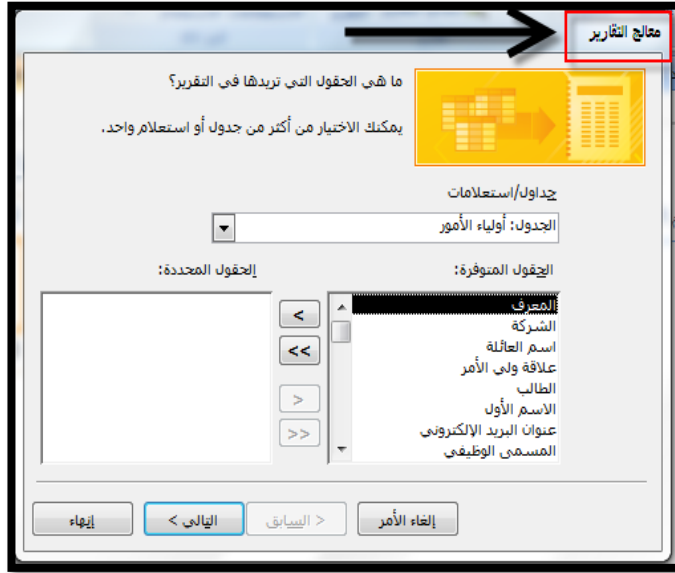 معالج التقارير
ما هي الحقول التي تريدها في التقرير؟
يمكنك الاختيار من أكثر من جدول أو استعلام واحد.
جداول/استعلامات
الجدول: أولياء الأمور
الحقول المتوفرة:
الحقول المحددة:
المعرف
الشركة
اسم العائلة
علاقة ولي الأمر
الطالب
الاسم الأول
عنوان البريد الإلكتروني
المسمى الوظيفي
<
<<
>
>>
إلغاء الأمر
< السابق
التالي >
إنهاء